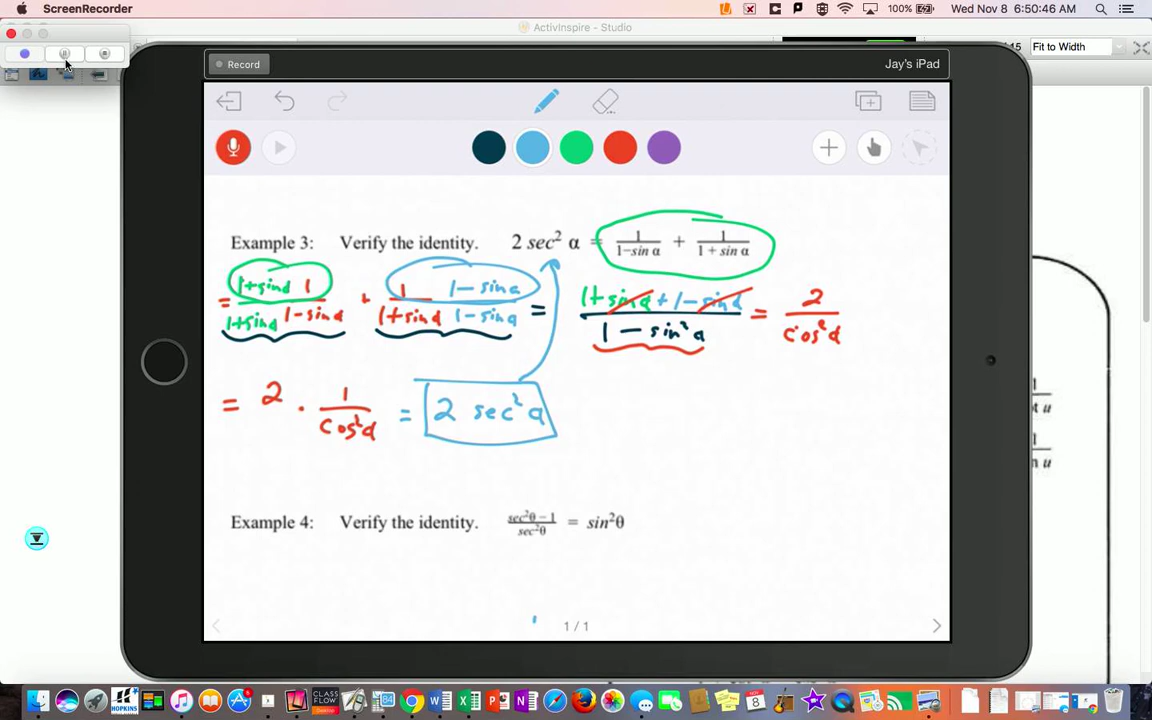 ScreenRecorder
100%
Wed Nov 8 6:50:46 AM
ActivInspire - Studio
Fit to Width
Record
Jay's iPad
Example 3: Verify the identity. 2 sec² α = 1/(1−sin α) + 1/(1 + sin α)
= (1+sinα 1)/(1+sinα 1−sinα) + (1 1−sinα)/(1+sinα 1−sinα) = (1+sinα + 1−sinα)/(1 − sin²α) = 2/cos²α
= 2 · 1/cos²α = 2 sec²α
Example 4: Verify the identity. (sec²θ − 1)/sec²θ = sin²θ
1 / 1
CLASS
FLOW
HOPKINS